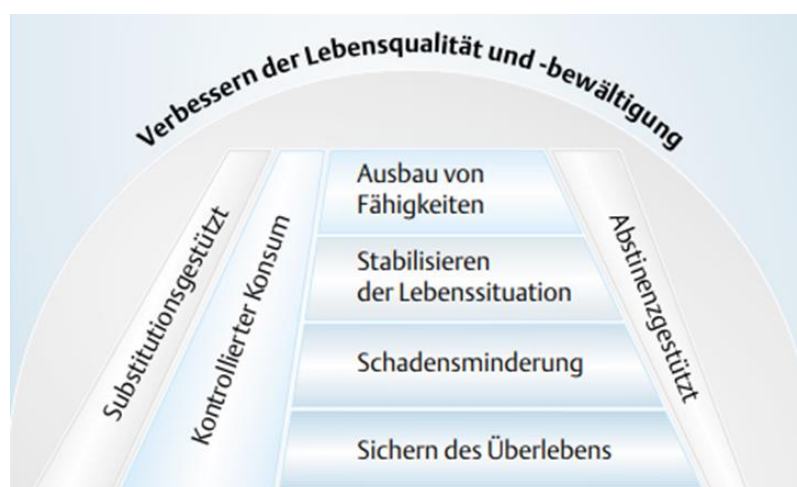 Verbessern der Lebensqualität und -bewältigung
Substitutionsgestützt
Kontrollierter Konsum
Ausbau von
Fähigkeiten
Stabilisieren
der Lebenssituation
Schadensminderung
Sichern des Überlebens
Abstinenzgestützt